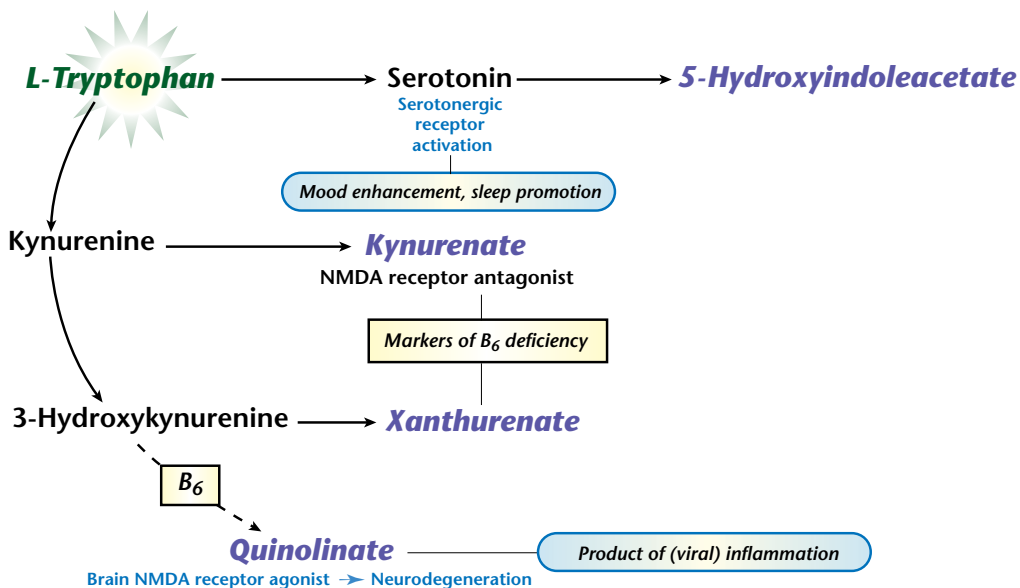 L-Tryptophan
Serotonin
5-Hydroxyindoleacetate
Serotonergic
receptor
activation
Mood enhancement, sleep promotion
Kynurenine
Kynurenate
NMDA receptor antagonist
Markers of B6 deficiency
3-Hydroxykynurenine
Xanthurenate
B6
Quinolinate
Product of (viral) inflammation
Brain NMDA receptor agonist → Neurodegeneration